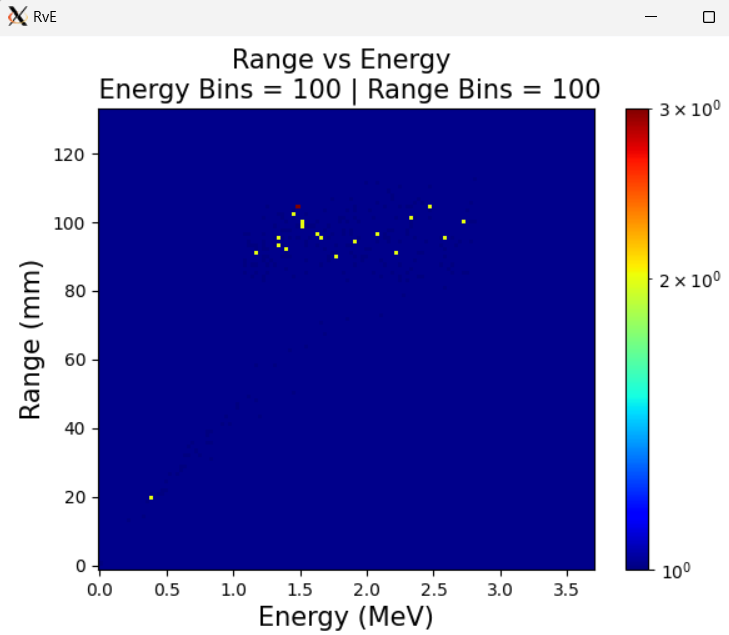 RvE
Range vs Energy
Energy Bins = 100 | Range Bins = 100
Range (mm)
120
100
80
60
40
20
0
0.0 0.5 1.0 1.5 2.0 2.5 3.0 3.5
Energy (MeV)
3 × 10⁰
2 × 10⁰
10⁰